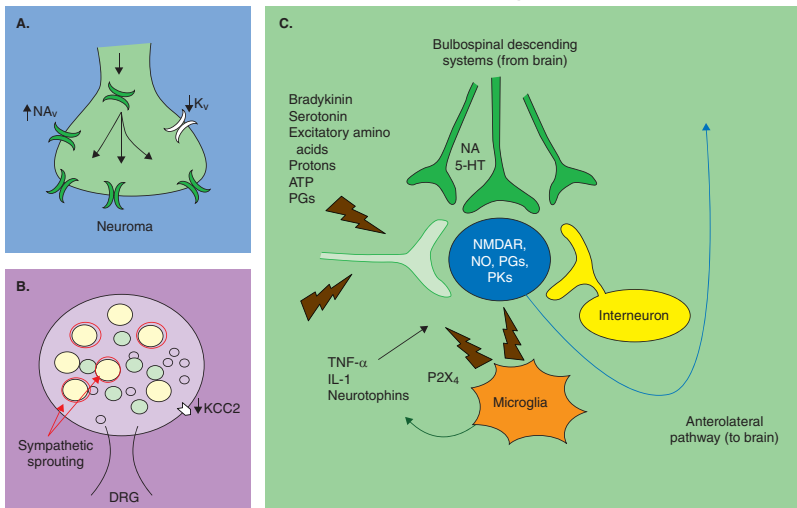 A.
↑NAv
↓Kv
Neuroma
B.
↓KCC2
Sympathetic
sprouting
DRG
C.
Bulbospinal descending
systems (from brain)
Bradykinin
Serotonin
Excitatory amino
acids
Protons
ATP
PGs
NA
5-HT
NMDAR,
NO, PGs,
PKs
Interneuron
TNF-α
IL-1
Neurotophins
P2X4
Microglia
Anterolateral
pathway (to brain)